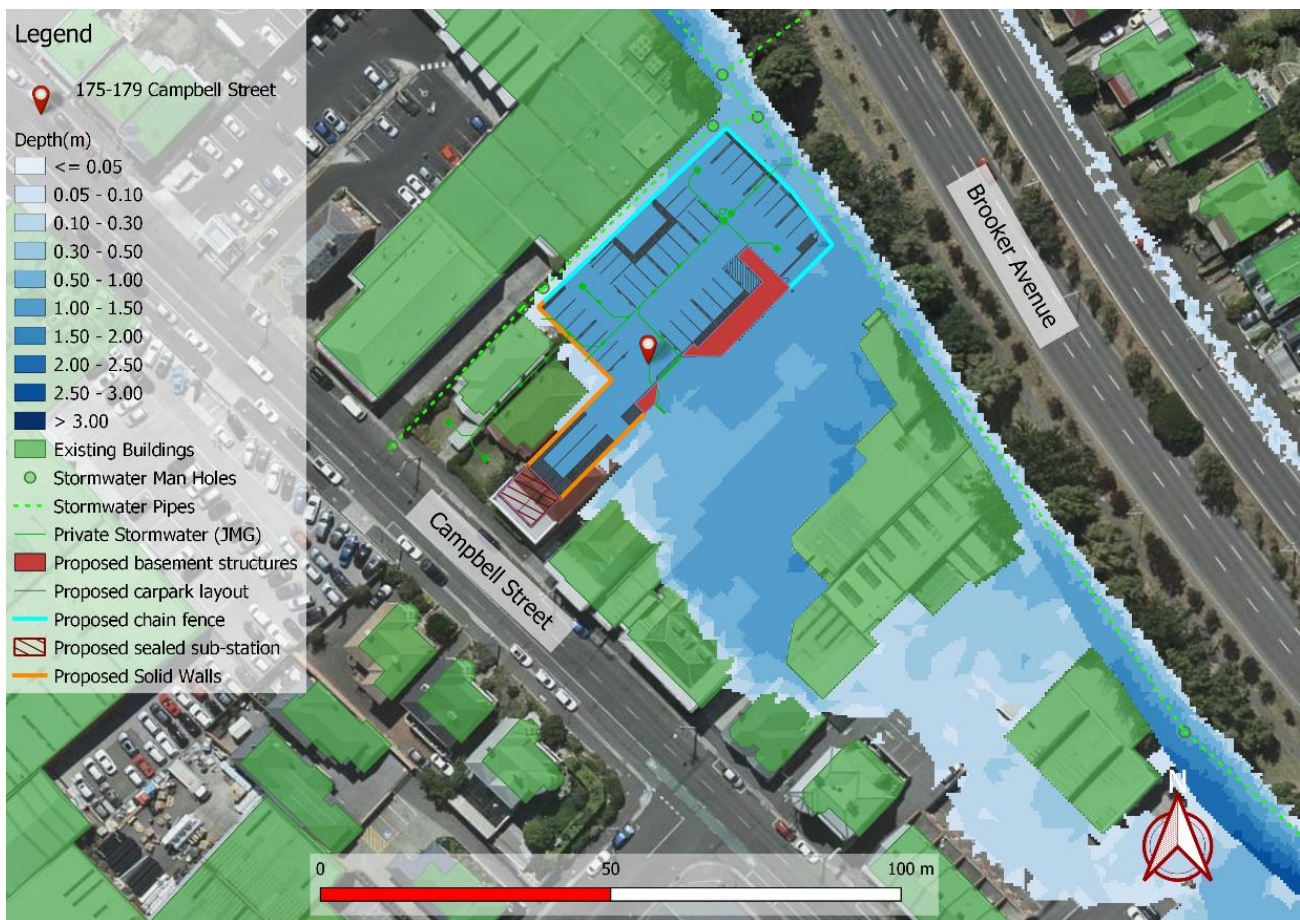 Legend
175-179 Campbell Street
Depth(m)
<= 0.05
0.05 - 0.10
0.10 - 0.30
0.30 - 0.50
0.50 - 1.00
1.00 - 1.50
1.50 - 2.00
2.00 - 2.50
2.50 - 3.00
> 3.00
Existing Buildings
Stormwater Man Holes
Stormwater Pipes
Private Stormwater (JMG)
Proposed basement structures
Proposed carpark layout
Proposed chain fence
Proposed sealed sub-station
Proposed Solid Walls
Brooker Avenue
Campbell Street
N
0 50 100 m